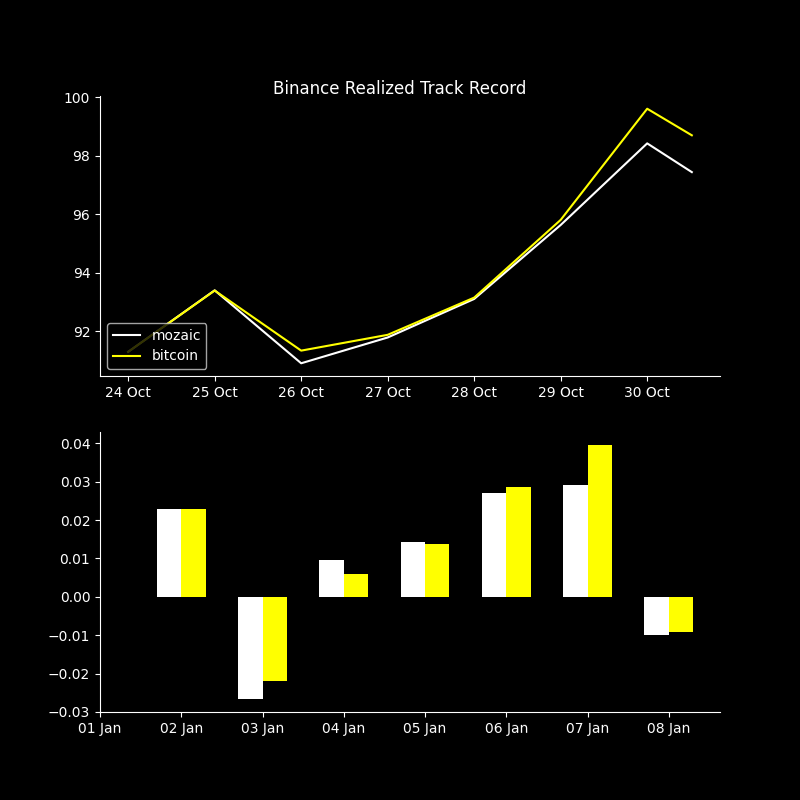 Binance Realized Track Record
100
98
96
94
92
mozaic
bitcoin
24 Oct 25 Oct 26 Oct 27 Oct 28 Oct 29 Oct 30 Oct
0.04
0.03
0.02
0.01
0.00
−0.01
−0.02
−0.03
01 Jan 02 Jan 03 Jan 04 Jan 05 Jan 06 Jan 07 Jan 08 Jan